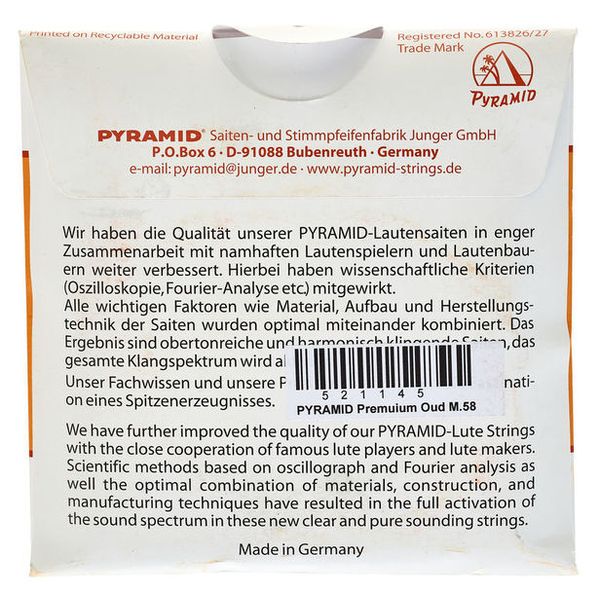 Printed on Recyclable Material
Registered No. 613826/27
Trade Mark
PYRAMID
PYRAMID® Saiten- und Stimmpfeifenfabrik Junger GmbH
P.O.Box 6 · D-91088 Bubenreuth · Germany
e-mail: pyramid@junger.de · www.pyramid-strings.de
Wir haben die Qualität unserer PYRAMID-Lautensaiten in enger
Zusammenarbeit mit namhaften Lautenspielern und Lautenbau-
ern weiter verbessert. Hierbei haben wissenschaftliche Kriterien
(Oszilloskopie, Fourier-Analyse etc.) mitgewirkt.
Alle wichtigen Faktoren wie Material, Aufbau und Herstellungs-
technik der Saiten wurden optimal miteinander kombiniert. Das
Ergebnis sind obertonreiche und harmonisch klingende Saiten, das
gesamte Klangspektrum wird
Unser Fachwissen und unsere
on eines Spitzenerzeugnisses.
521145
PYRAMID Premuium Oud M.58
We have further improved the quality of our PYRAMID-Lute Strings
with the close cooperation of famous lute players and lute makers.
Scientific methods based on oscillograph and Fourier analysis as
well the optimal combination of materials, construction, and
manufacturing techniques have resulted in the full activation of
the sound spectrum in these new clear and pure sounding strings.
Made in Germany